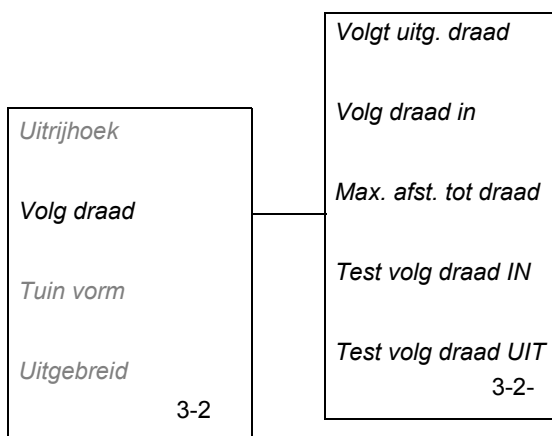 Uitrijhoek
Volg draad
Tuin vorm
Uitgebreid
3-2
Volgt uitg. draad
Volg draad in
Max. afst. tot draad
Test volg draad IN
Test volg draad UIT
3-2-